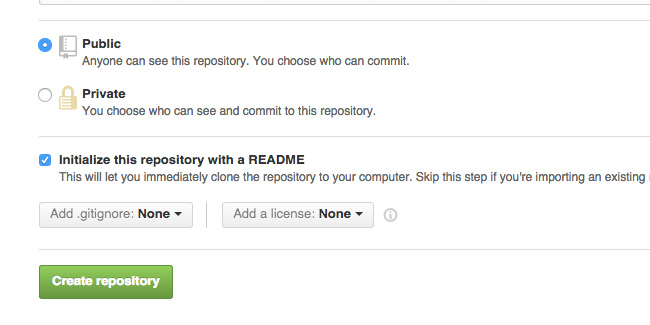 Public
Anyone can see this repository. You choose who can commit.
Private
You choose who can see and commit to this repository.
Initialize this repository with a README
This will let you immediately clone the repository to your computer. Skip this step if you're importing an existing
Add .gitignore: None
Add a license: None
Create repository